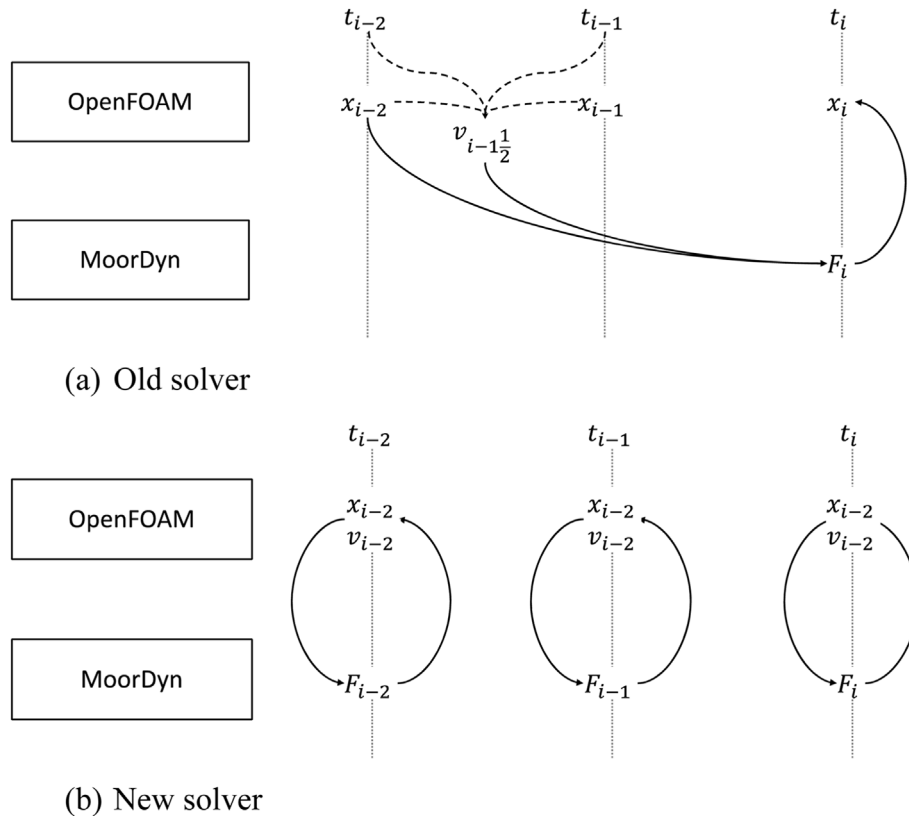 t_{i−2} t_{i−1} t_i
OpenFOAM x_{i−2} x_{i−1} x_i
v_{i−1\frac{1}{2}}
MoorDyn F_i
(a) Old solver
t_{i−2} t_{i−1} t_i
OpenFOAM x_{i−2} x_{i−2} x_{i−2}
v_{i−2} v_{i−2} v_{i−2}
MoorDyn F_{i−2} F_{i−1} F_i
(b) New solver